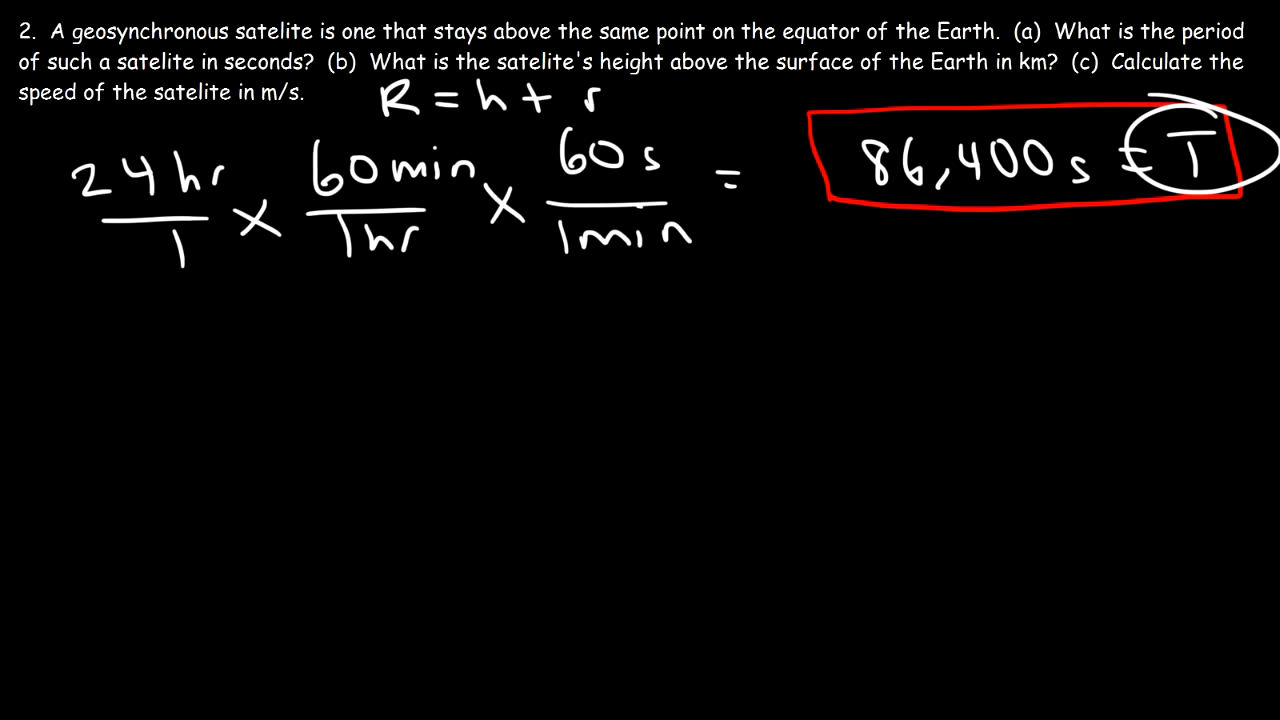 2. A geosynchronous satelite is one that stays above the same point on the equator of the Earth. (a) What is the period
of such a satelite in seconds? (b) What is the satelite's height above the surface of the Earth in km? (c) Calculate the
speed of the satelite in m/s.
R = h + r
24 hr / 1 × 60 min / 1 hr × 60 s / 1 min = 86,400 s = T